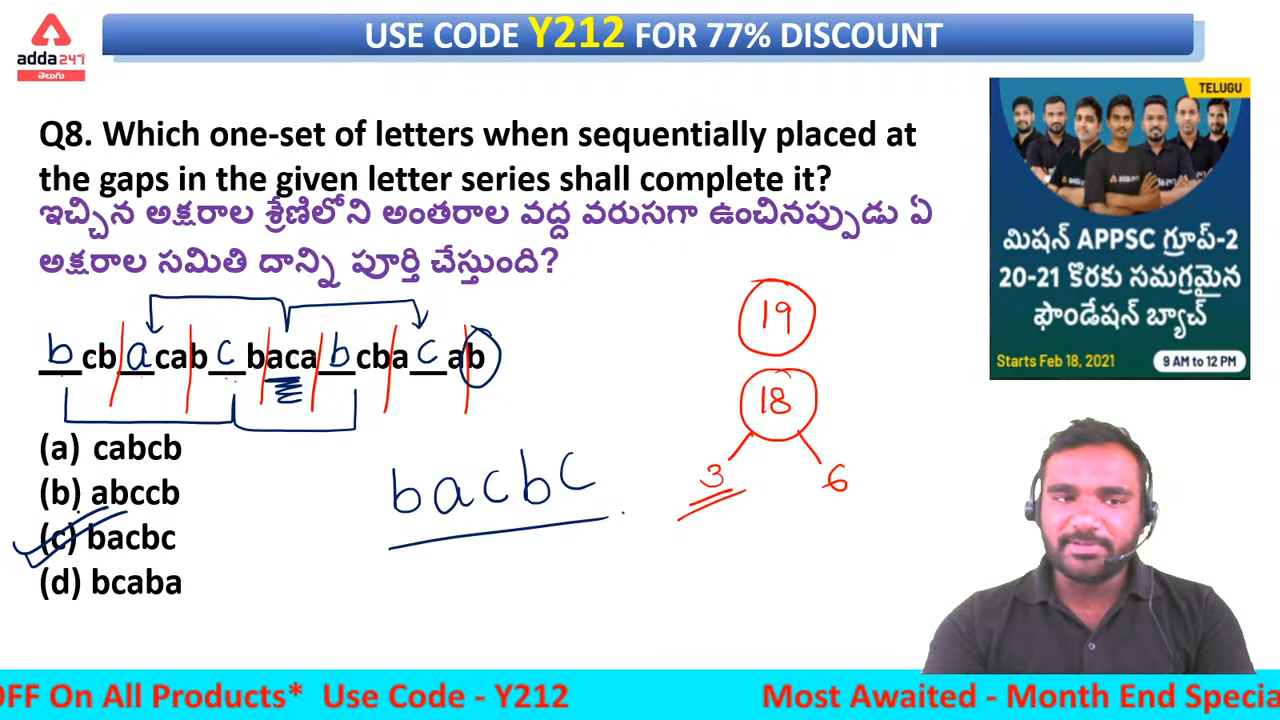 USE CODE Y212 FOR 77% DISCOUNT
adda247
తెలుగు
TELUGU
Q8. Which one-set of letters when sequentially placed at
the gaps in the given letter series shall complete it?
ఇచ్చిన అక్షరాల శ్రేణిలోని అంతరాల వద్ద వరుసగా ఉంచినప్పుడు ఏ
అక్షరాల సమితి దాన్ని పూర్తి చేస్తుంది?
మిషన్ APPSC గ్రూప్-2
20-21 కొరకు సమగ్రమైన
ఫౌండేషన్ బ్యాచ్
Starts Feb 18, 2021
9 AM to 12 PM
19
b cb a cab c baca b cba c ab
18
3 6
(a) cabcb
(b) abccb
(c) bacbc
(d) bcaba
bacbc
OFF On All Products* Use Code - Y212
Most Awaited - Month End Specia